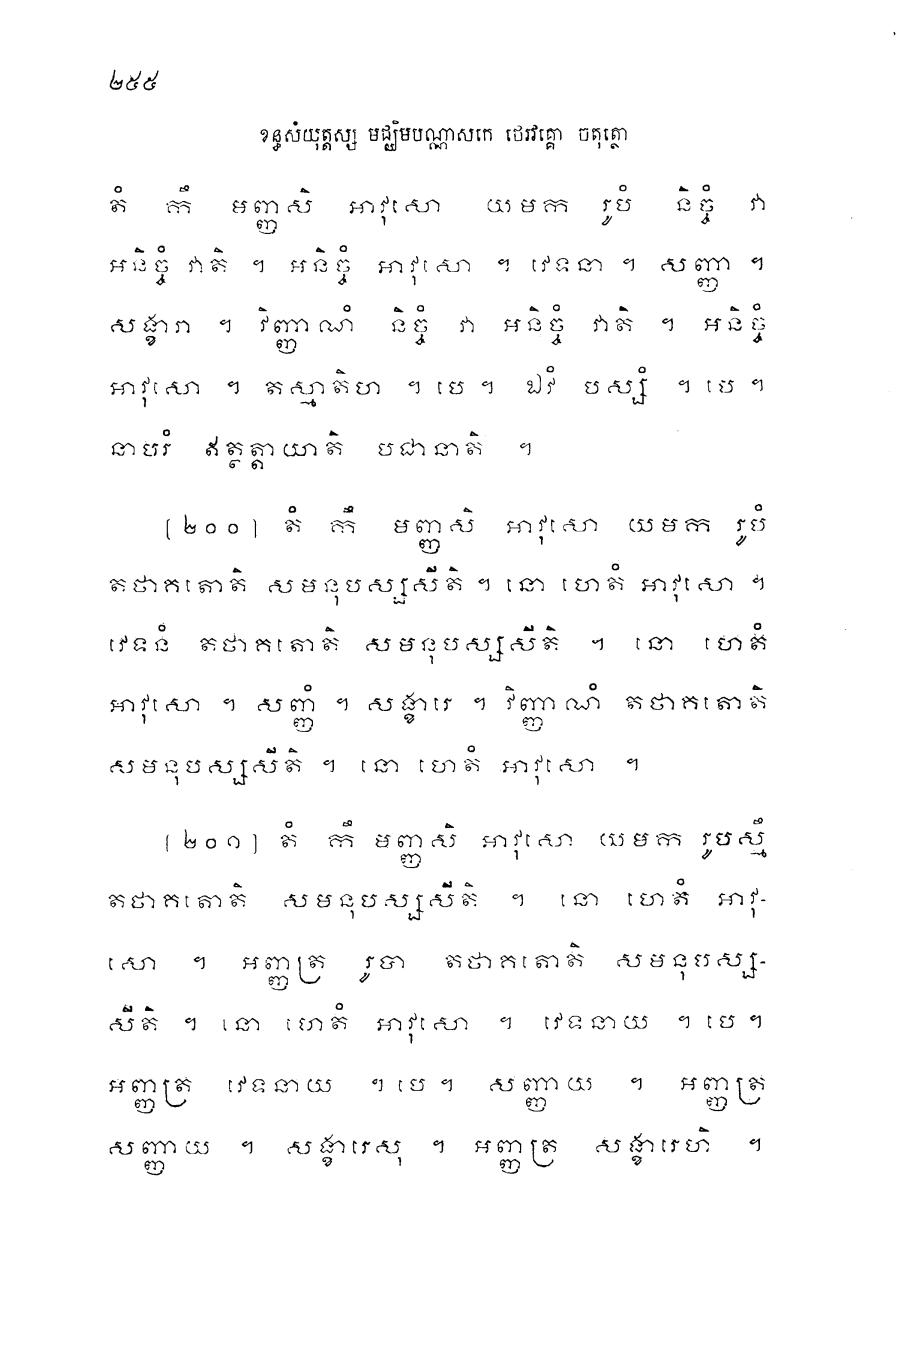 ២៥៥
ខន្ធសំយុត្តស្ស មជ្ឈិមបណ្ណាសកេ ថេរវគ្គោ ចតុត្ថោ
តំ កឹ មញ្ញសិ អាវុសោ យមក រូបំ និច្ចំ វា
អនិច្ចំ វាតិ ។ អនិច្ចំ អាវុសោ ។ វេទនា ។ សញ្ញា ។
សង្ខារា ។ វិញ្ញាណំ និច្ចំ វា អនិច្ចំ វាតិ ។ អនិច្ចំ
អាវុសោ ។ តស្មាតិហ ។ បេ ។ ឯវំ បស្សំ ។ បេ ។
នាបរំ ឥត្ថត្តាយាតិ បជានាតិ ។
(២០០) តំ កឹ មញ្ញសិ អាវុសោ យមក រូបំ
តថាគតោតិ សមនុបស្សសីតិ ។ នោ ហេតំ អាវុសោ ។
វេទនំ តថាគតោតិ សមនុបស្សសីតិ ។ នោ ហេតំ
អាវុសោ ។ សញ្ញំ ។ សង្ខារេ ។ វិញ្ញាណំ តថាគតោតិ
សមនុបស្សសីតិ ។ នោ ហេតំ អាវុសោ ។
(២០១) តំ កឹ មញ្ញសិ អាវុសោ យមក រូបស្មឹ
តថាគតោតិ សមនុបស្សសីតិ ។ នោ ហេតំ អាវុ-
សោ ។ អញ្ញត្រ រូបា តថាគតោតិ សមនុបស្ស-
សីតិ ។ នោ ហេតំ អាវុសោ ។ វេទនាយ ។ បេ ។
អញ្ញត្រ វេទនាយ ។ បេ ។ សញ្ញាយ ។ អញ្ញត្រ
សញ្ញាយ ។ សង្ខារេសុ ។ អញ្ញត្រ សង្ខារេហិ ។